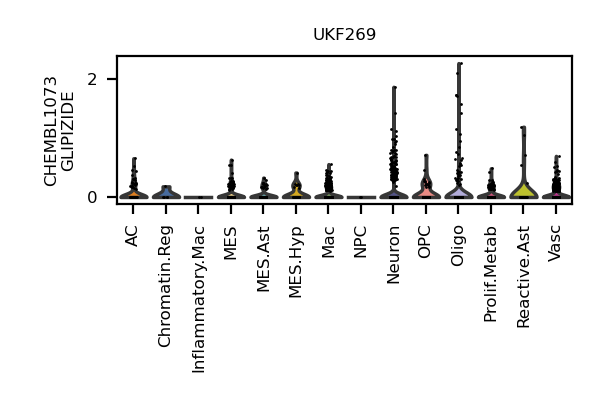 UKF269
CHEMBL1073
GLIPIZIDE
2
0
AC
Chromatin.Reg
Inflammatory.Mac
MES
MES.Ast
MES.Hyp
Mac
NPC
Neuron
OPC
Oligo
Prolif.Metab
Reactive.Ast
Vasc